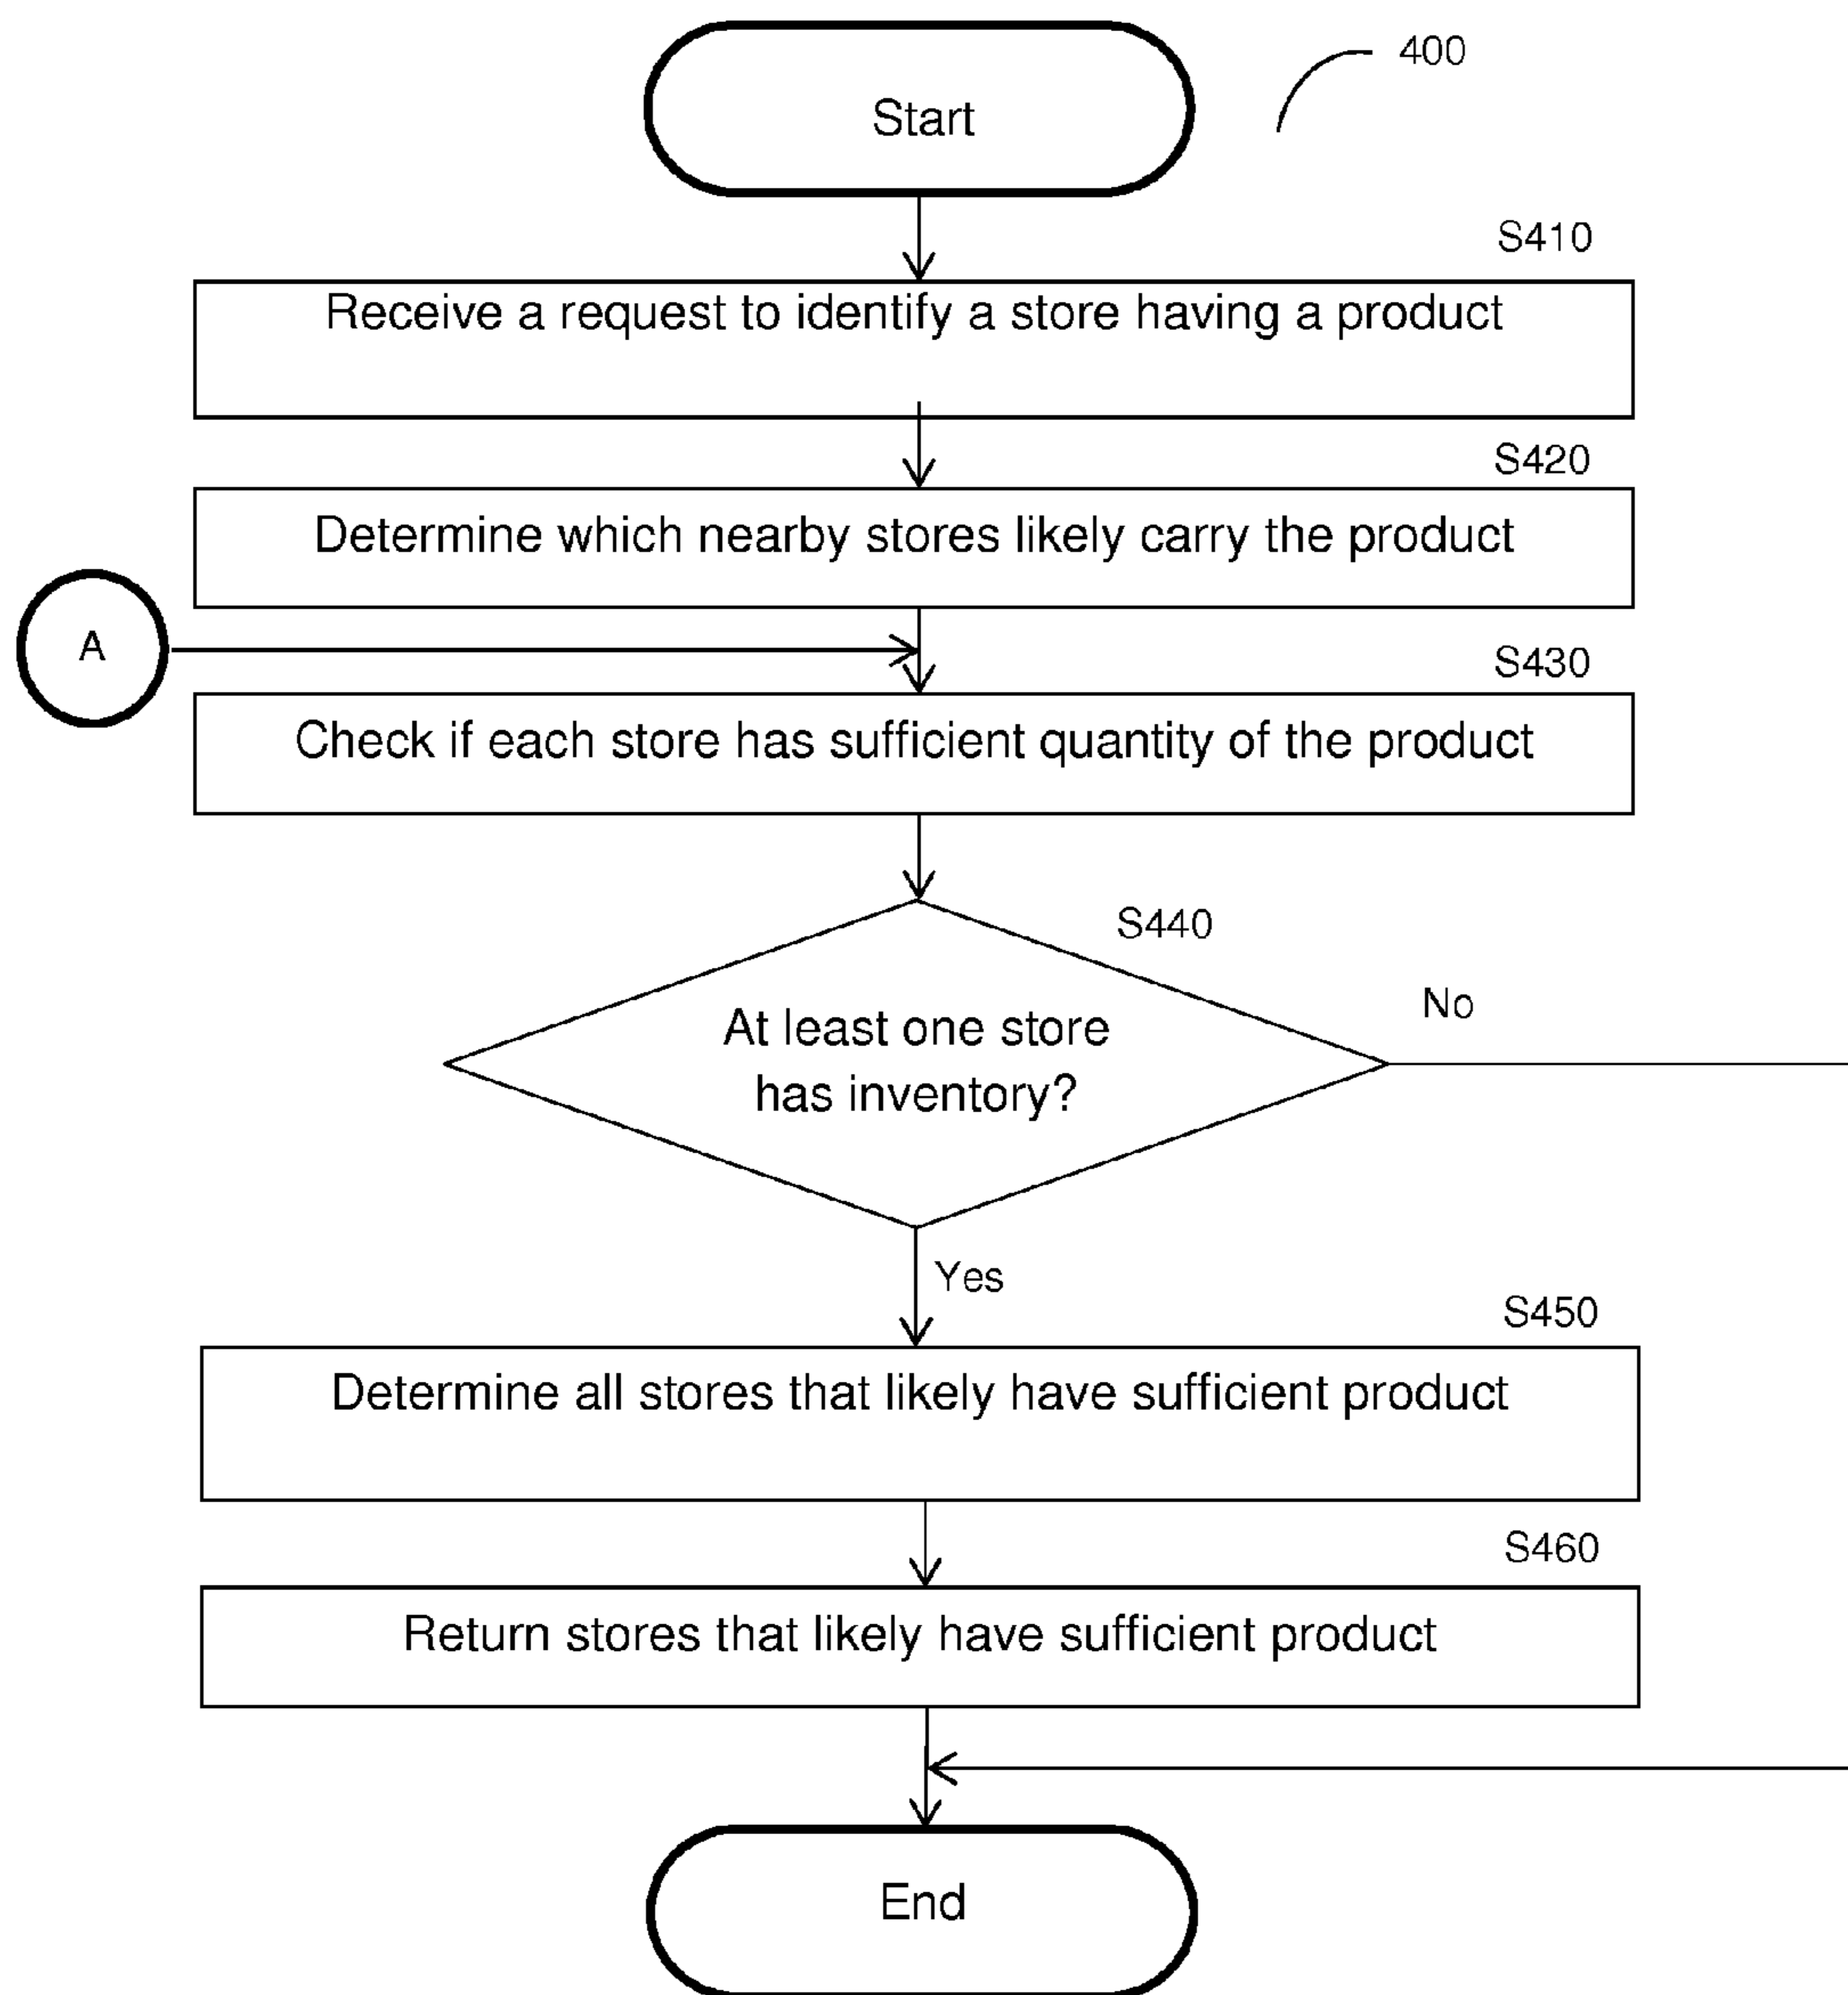 Start
400
S410
Receive a request to identify a store having a product
S420
Determine which nearby stores likely carry the product
A
S430
Check if each store has sufficient quantity of the product
S440
At least one store
has inventory?
No
Yes
S450
Determine all stores that likely have sufficient product
S460
Return stores that likely have sufficient product
End